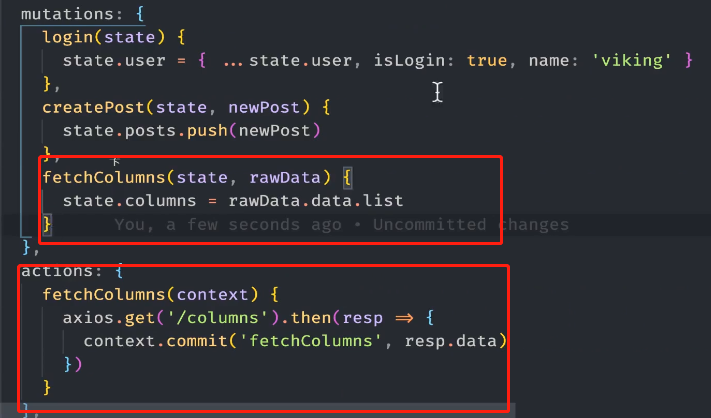 mutations: {
login(state) {
state.user = { ...state.user, isLogin: true, name: 'viking' }
},
createPost(state, newPost) {
state.posts.push(newPost)
},
fetchColumns(state, rawData) {
state.columns = rawData.data.list
} You, a few seconds ago • Uncommitted changes
},
actions: {
fetchColumns(context) {
axios.get('/columns').then(resp => {
context.commit('fetchColumns', resp.data)
})
}
},